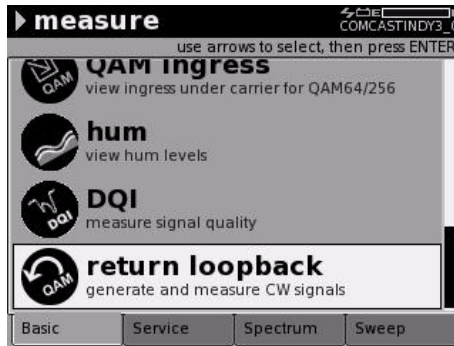 measure
E
COMCASTINDY3_
use arrows to select, then press ENTER
QAM Ingress
QAM
view ingress under carrier for QAM64/256
hum
view hum levels
DQI
DQI
measure signal quality
return loopback
QAM
generate and measure CW signals
Basic Service Spectrum Sweep